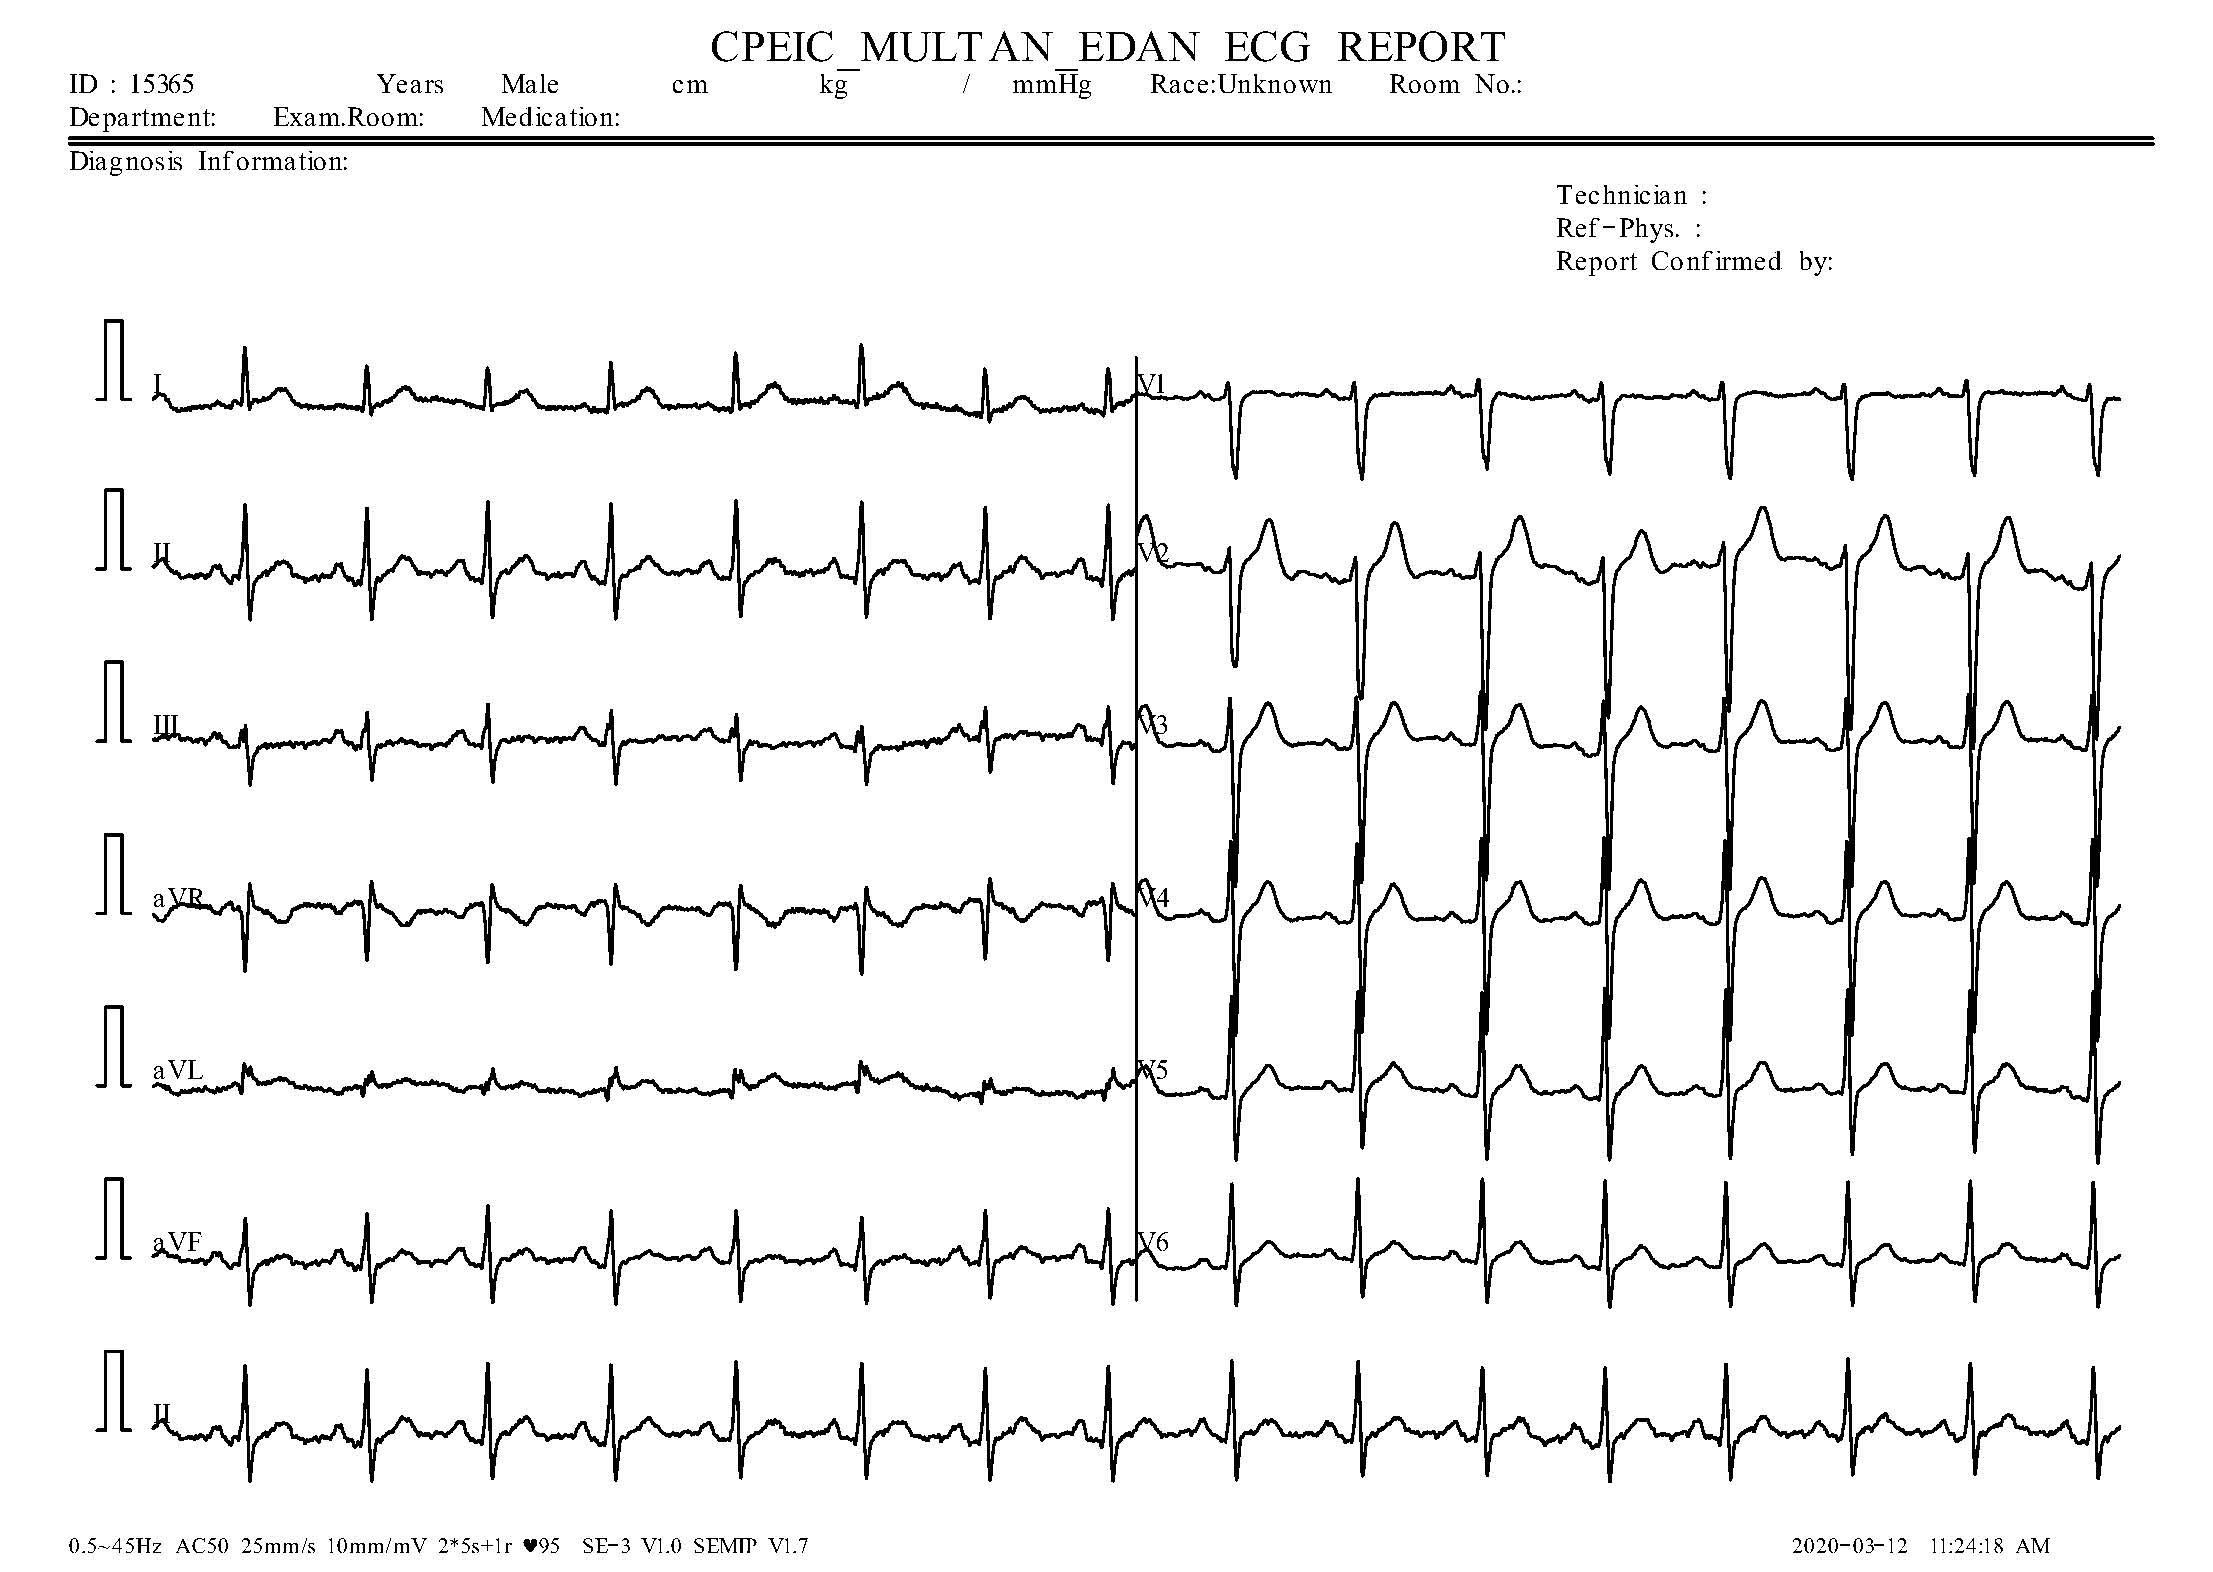 CPEIC_MULTAN_EDAN ECG REPORT
ID : 15365 Years Male cm kg / mmHg Race:Unknown Room No.:
Department: Exam.Room: Medication:
Diagnosis Information:
Technician :
Ref-Phys. :
Report Confirmed by:
I V1
II V2
III V3
aVR V4
aVL V5
aVF V6
II
0.5~45Hz AC50 25mm/s 10mm/mV 2*5s+1r ♥95 SE-3 V1.0 SEMIP V1.7 2020-03-12 11:24:18 AM